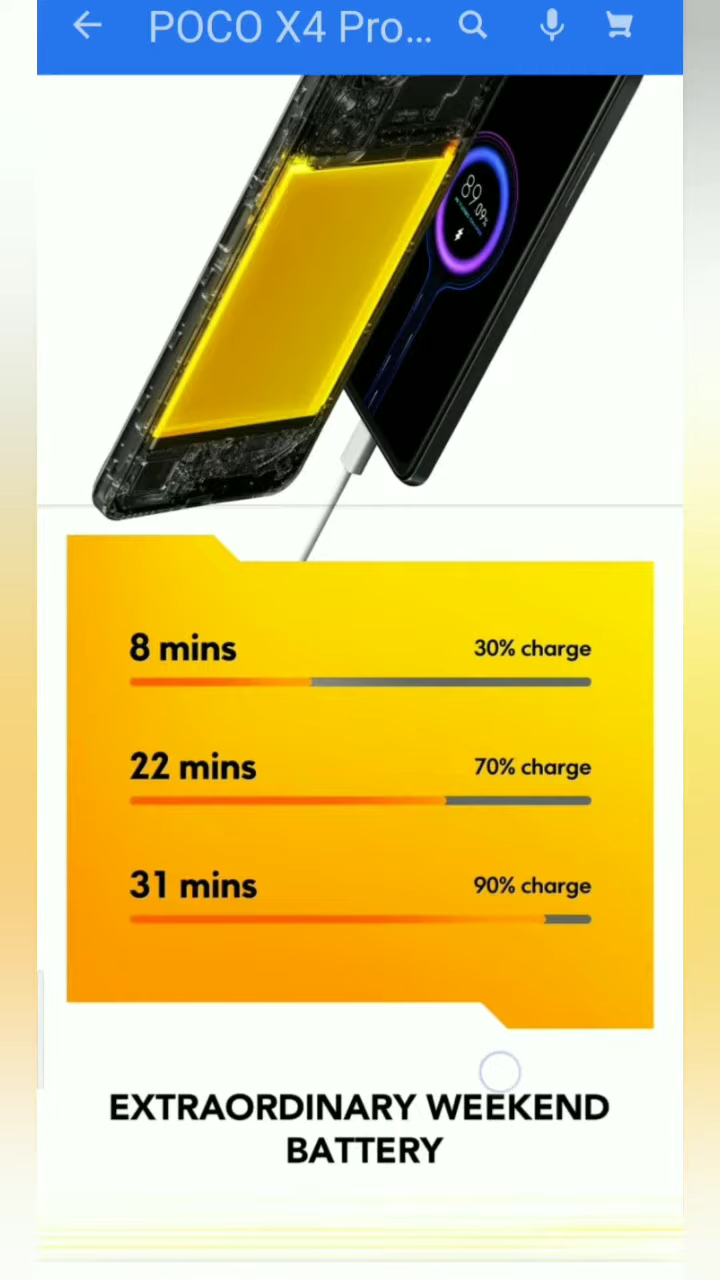 POCO X4 Pro...
89.09%
8 mins
30% charge
22 mins
70% charge
31 mins
90% charge
EXTRAORDINARY WEEKEND
BATTERY